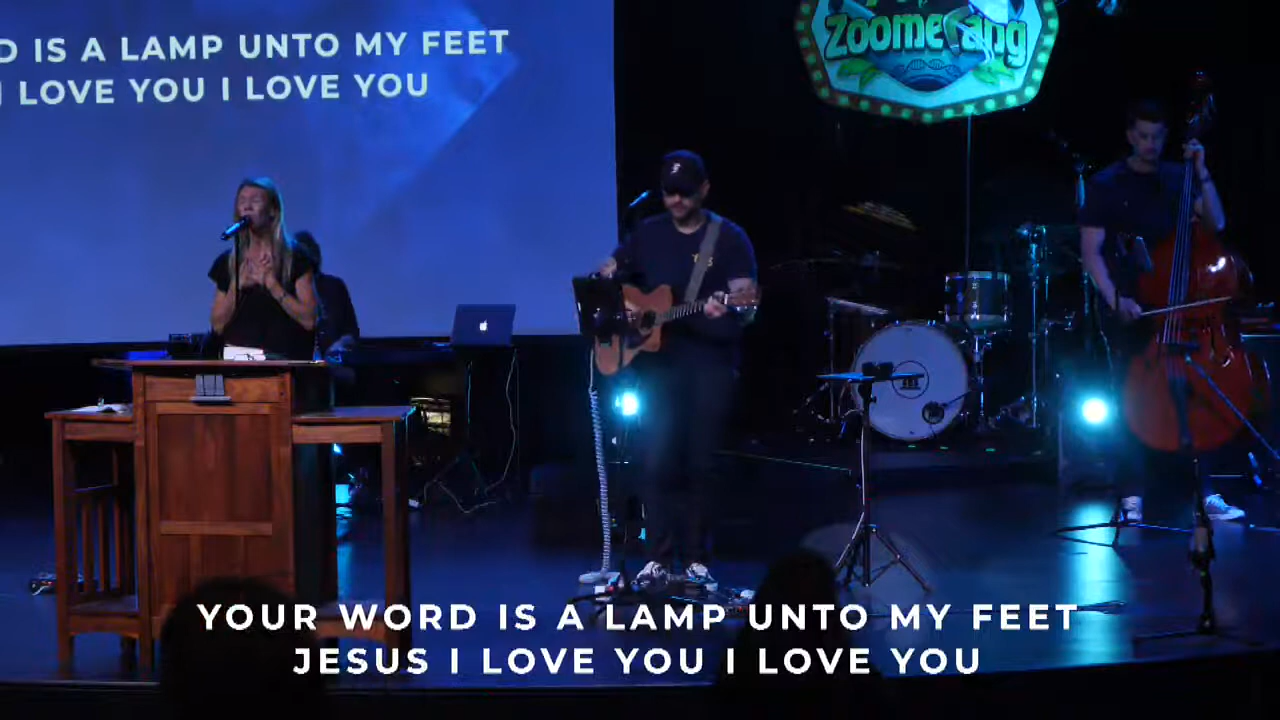 D IS A LAMP UNTO MY FEET
I LOVE YOU I LOVE YOU
Zoomerang
YOUR WORD IS A LAMP UNTO MY FEET
JESUS I LOVE YOU I LOVE YOU